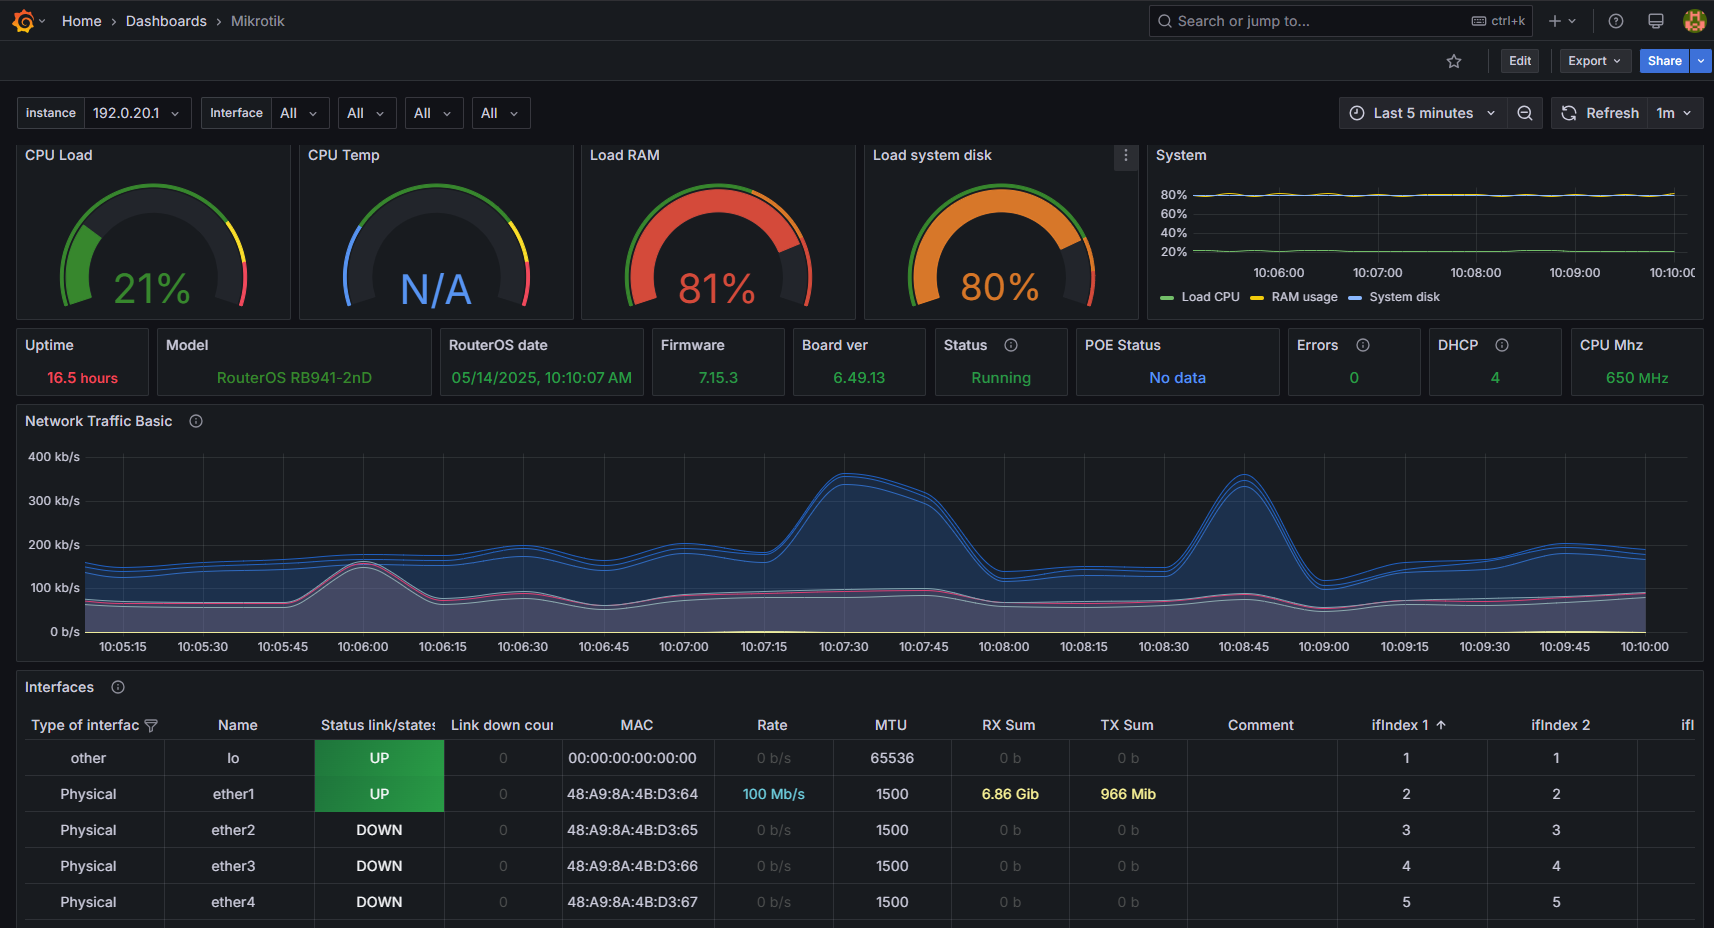 Home › Dashboards › Mikrotik
Search or jump to... ctrl+k
Edit Export Share
instance 192.0.20.1 Interface All All All All Last 5 minutes Refresh 1m
CPU Load CPU Temp Load RAM Load system disk System
21% N/A 81% 80%
80%
60%
40%
20%
10:06:00 10:07:00 10:08:00 10:09:00 10:10:00
Load CPU RAM usage System disk
Uptime Model RouterOS date Firmware Board ver Status POE Status Errors DHCP CPU Mhz
16.5 hours RouterOS RB941-2nD 05/14/2025, 10:10:07 AM 7.15.3 6.49.13 Running No data 0 4 650 MHz
Network Traffic Basic
400 kb/s
300 kb/s
200 kb/s
100 kb/s
0 b/s
10:05:15 10:05:30 10:05:45 10:06:00 10:06:15 10:06:30 10:06:45 10:07:00 10:07:15 10:07:30 10:07:45 10:08:00 10:08:15 10:08:30 10:08:45 10:09:00 10:09:15 10:09:30 10:09:45 10:10:00
Interfaces
Type of interfac Name Status link/states Link down cour MAC Rate MTU RX Sum TX Sum Comment ifIndex 1 ifIndex 2 ifI
other lo UP 0 00:00:00:00:00:00 0 b/s 65536 0 b 0 b 1 1
Physical ether1 UP 0 48:A9:8A:4B:D3:64 100 Mb/s 1500 6.86 Gib 966 Mib 2 2
Physical ether2 DOWN 0 48:A9:8A:4B:D3:65 0 b/s 1500 0 b 0 b 3 3
Physical ether3 DOWN 0 48:A9:8A:4B:D3:66 0 b/s 1500 0 b 0 b 4 4
Physical ether4 DOWN 0 48:A9:8A:4B:D3:67 0 b/s 1500 0 b 0 b 5 5